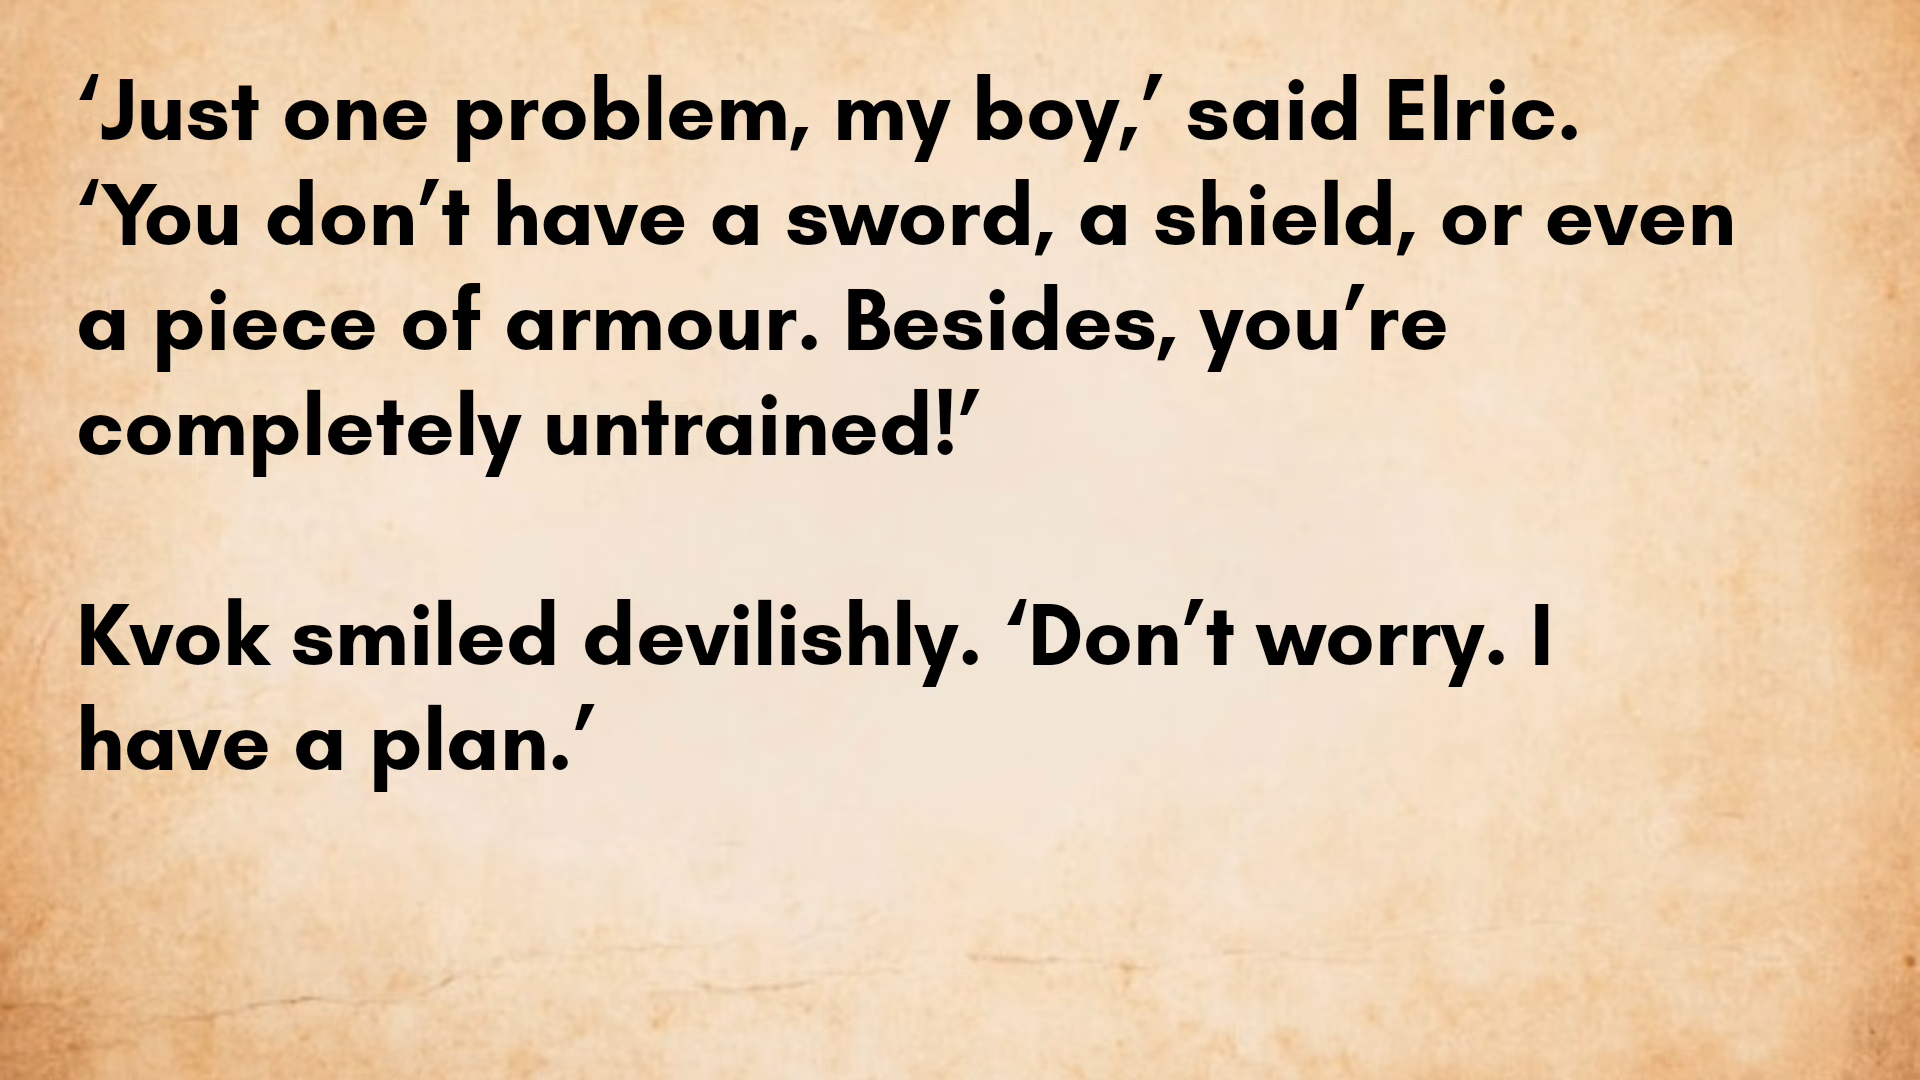 ‘Just one problem, my boy,’ said Elric.
‘You don’t have a sword, a shield, or even
a piece of armour. Besides, you’re
completely untrained!’
Kvok smiled devilishly. ‘Don’t worry. I
have a plan.’